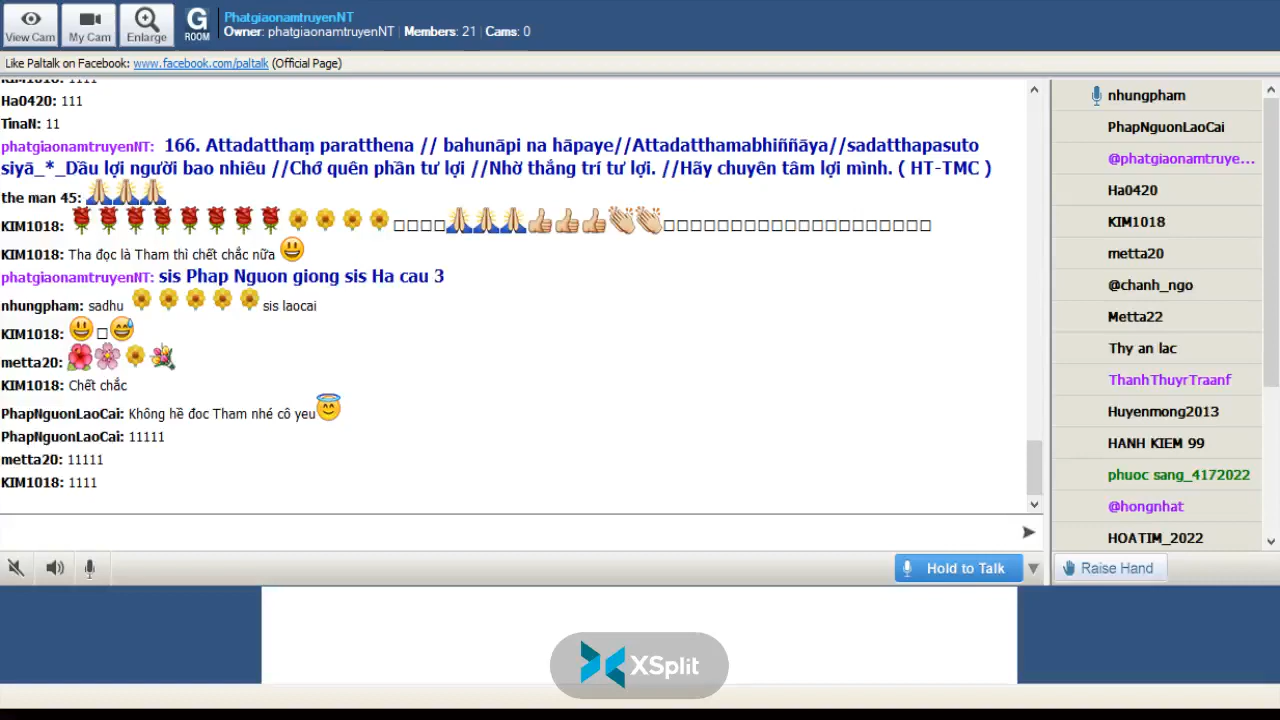 View Cam
My Cam
Enlarge
G
ROOM
PhatgiaonamtruyenNT
Owner: phatgiaonamtruyenNT | Members: 21 | Cams: 0
Like Paltalk on Facebook: www.facebook.com/paltalk (Official Page)
KIM1018: 1111
Ha0420: 111
TinaN: 11
phatgiaonamtruyenNT: 166. Attadatthaṃ paratthena // bahunāpi na hāpaye//Attadatthamabhiññāya//sadatthapasuto
siyā_*_Dầu lợi người bao nhiêu //Chớ quên phần tư lợi //Nhờ thắng trí tư lợi. //Hãy chuyên tâm lợi mình. ( HT-TMC )
the man 45: 🙏🙏🙏
KIM1018: 🌹🌹🌹🌹🌹🌹🌹🌹🌼🌼🌼🌼□□□□🙏🙏🙏👍👍👍👏👏□□□□□□□□□□□□□□□□□□□□
KIM1018: Tha đọc là Tham thì chết chắc nữa 😃
phatgiaonamtruyenNT: sis Phap Nguon giong sis Ha cau 3
nhungpham: sadhu 🌼🌼🌼🌼🌼 sis laocai
KIM1018: 😃□😅
metta20: 🌺🌸🌼💐
KIM1018: Chết chắc
PhapNguonLaoCai: Không hề đoc Tham nhé cô yeu😇
PhapNguonLaoCai: 11111
metta20: 11111
KIM1018: 1111
Hold to Talk
nhungpham
PhapNguonLaoCai
@phatgiaonamtruye...
Ha0420
KIM1018
metta20
@chanh_ngo
Metta22
Thy an lac
ThanhThuyrTraanf
Huyenmong2013
HANH KIEM 99
phuoc sang_4172022
@hongnhat
HOATIM_2022
Raise Hand
XSplit